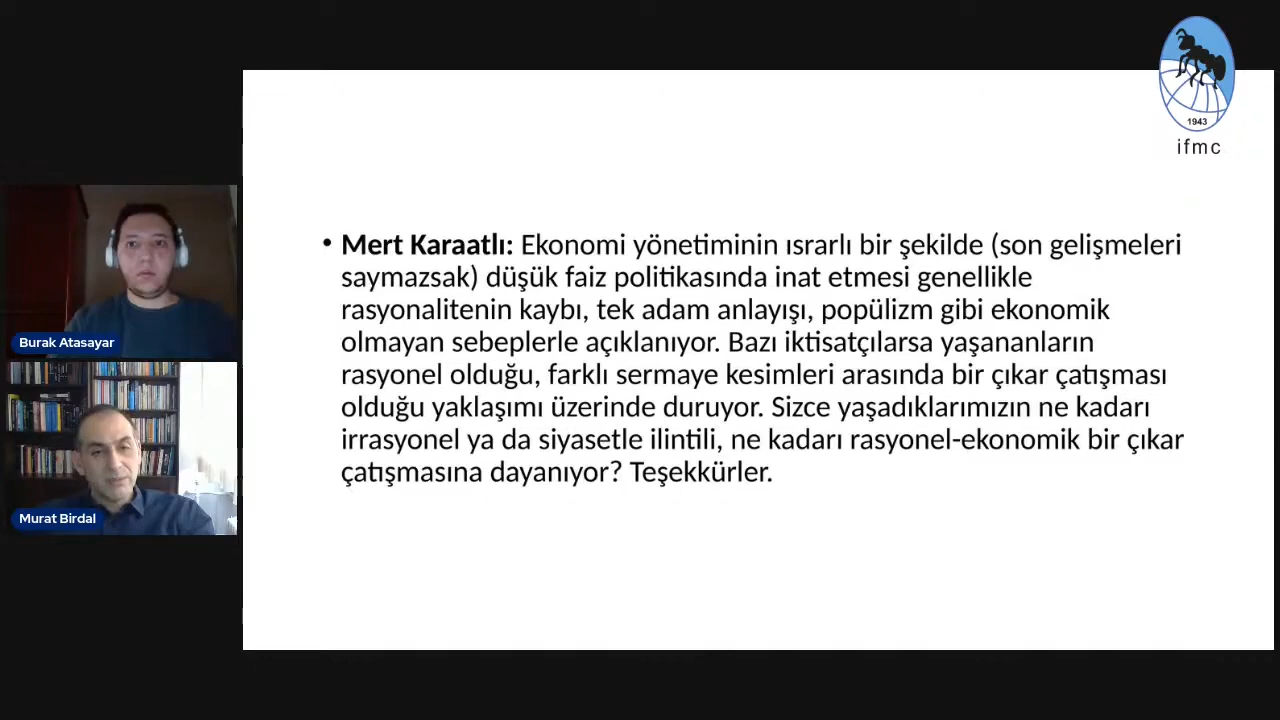 1943
ifmc
• Mert Karaatlı: Ekonomi yönetiminin ısrarlı bir şekilde (son gelişmeleri
saymazsak) düşük faiz politikasında inat etmesi genellikle
rasyonalitenin kaybı, tek adam anlayışı, popülizm gibi ekonomik
olmayan sebeplerle açıklanıyor. Bazı iktisatçılarsa yaşananların
rasyonel olduğu, farklı sermaye kesimleri arasında bir çıkar çatışması
olduğu yaklaşımı üzerinde duruyor. Sizce yaşadıklarımızın ne kadarı
irrasyonel ya da siyasetle ilintili, ne kadarı rasyonel-ekonomik bir çıkar
çatışmasına dayanıyor? Teşekkürler.
Burak Atasayar
Murat Birdal